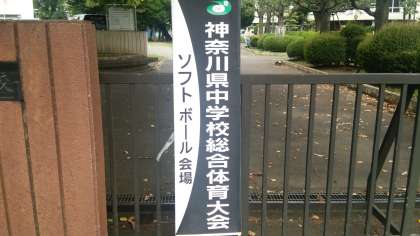 神奈川県中学校総合体育大会
ソフトボール会場